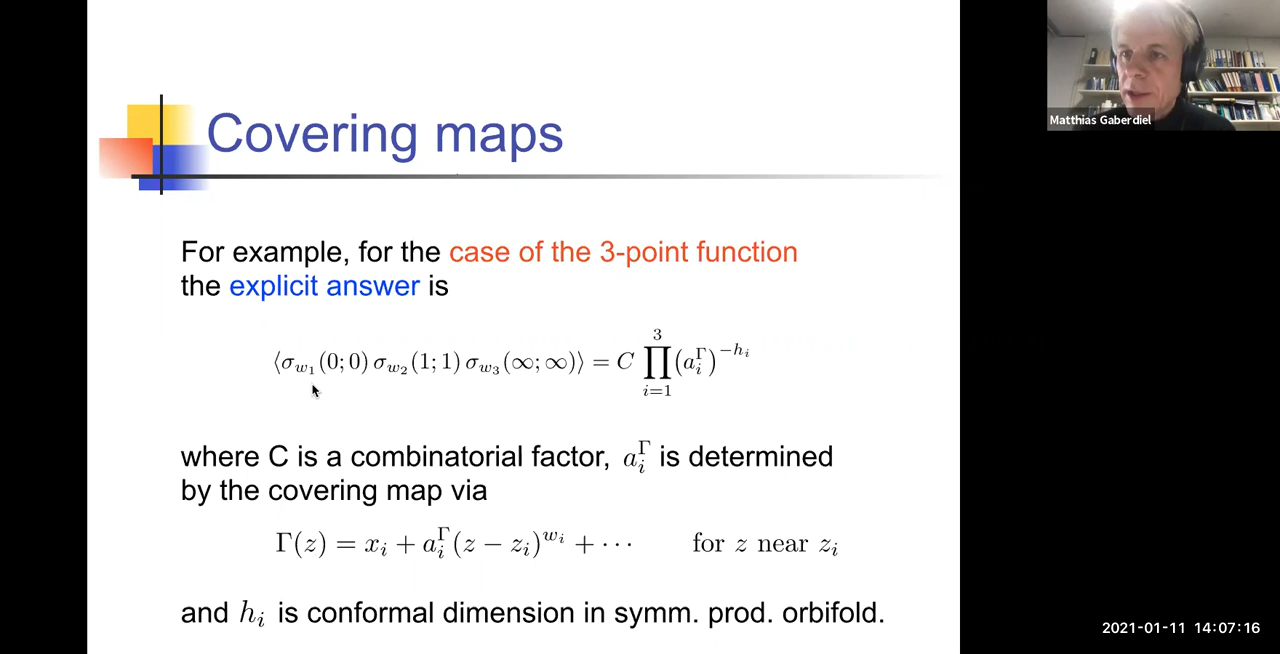 Covering maps
For example, for the case of the 3-point function
the explicit answer is
⟨σ_{w_1}(0;0) σ_{w_2}(1;1) σ_{w_3}(∞;∞)⟩ = C ∏_{i=1}^{3} (a_i^Γ)^{-h_i}
where C is a combinatorial factor, a_i^Γ is determined
by the covering map via
Γ(z) = x_i + a_i^Γ (z − z_i)^{w_i} + ··· for z near z_i
and h_i is conformal dimension in symm. prod. orbifold.
Matthias Gaberdiel
2021-01-11 14:07:16